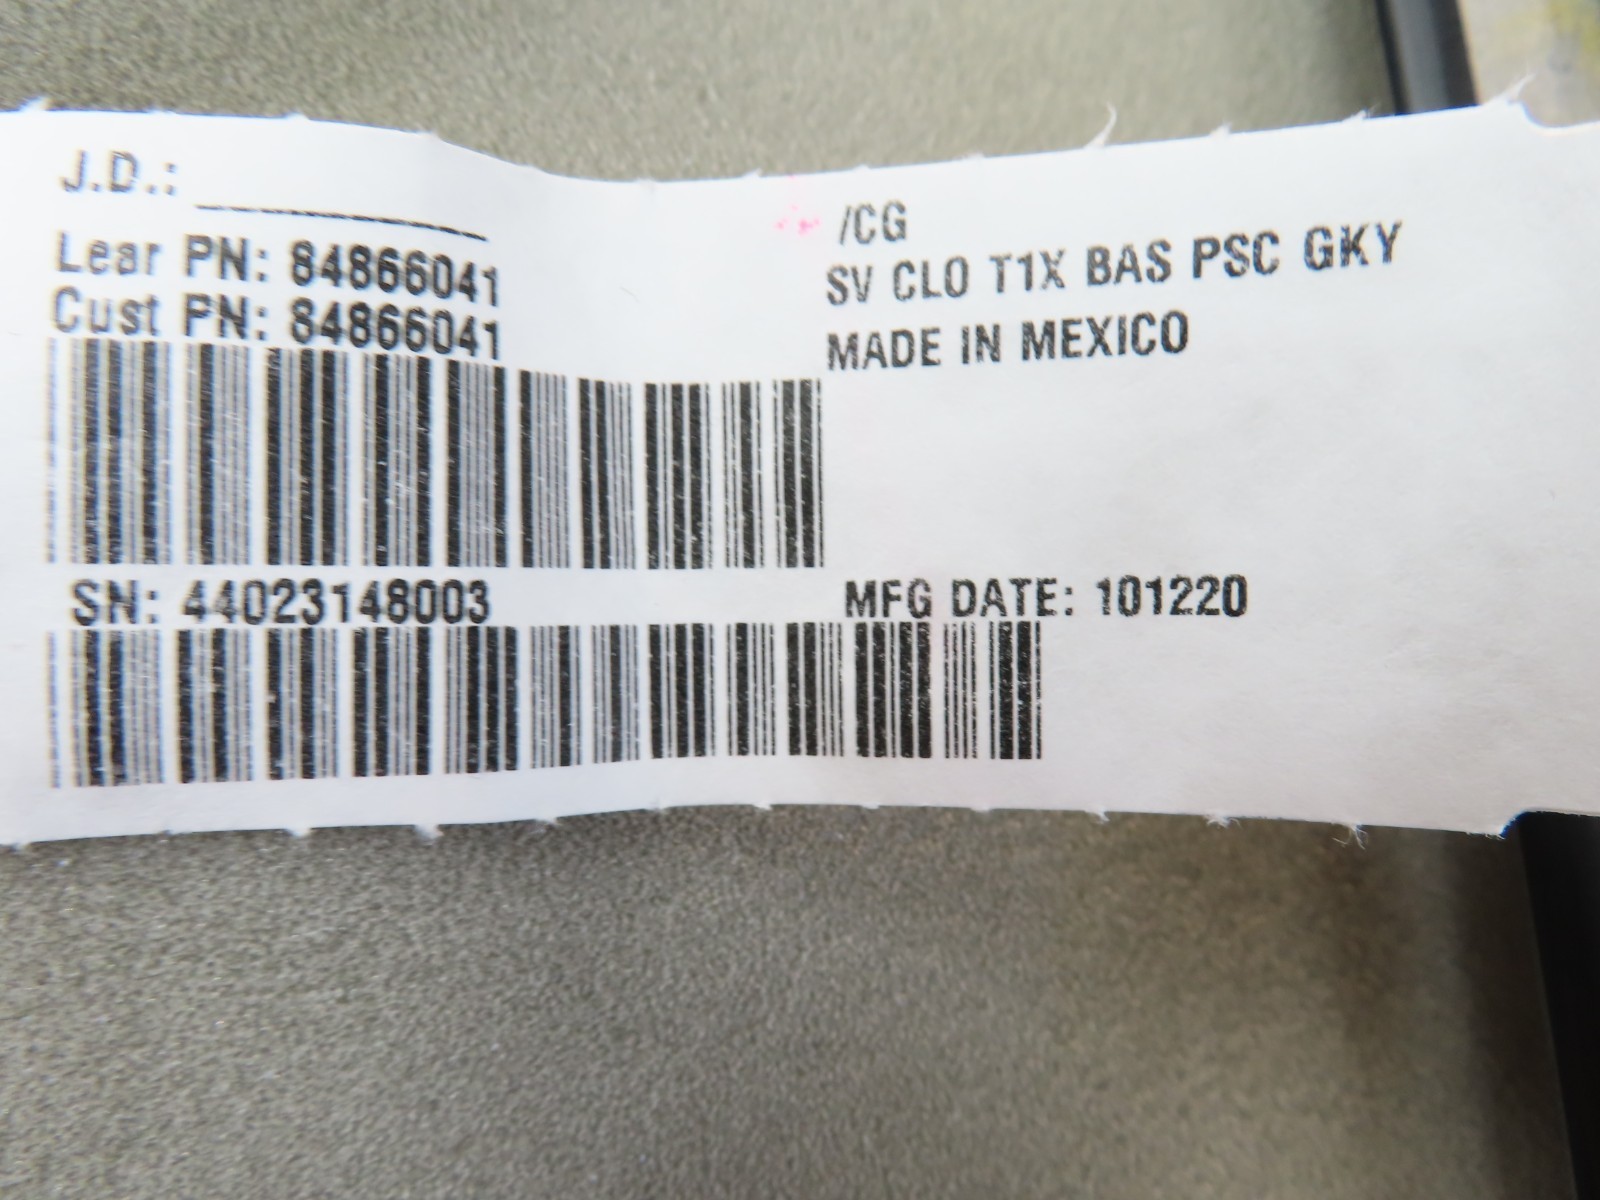 J.D.: _______________
Lear PN: 84866041
Cust PN: 84866041
/CG
SV CLO T1X BAS PSC GKY
MADE IN MEXICO
SN: 44023148003
MFG DATE: 101220